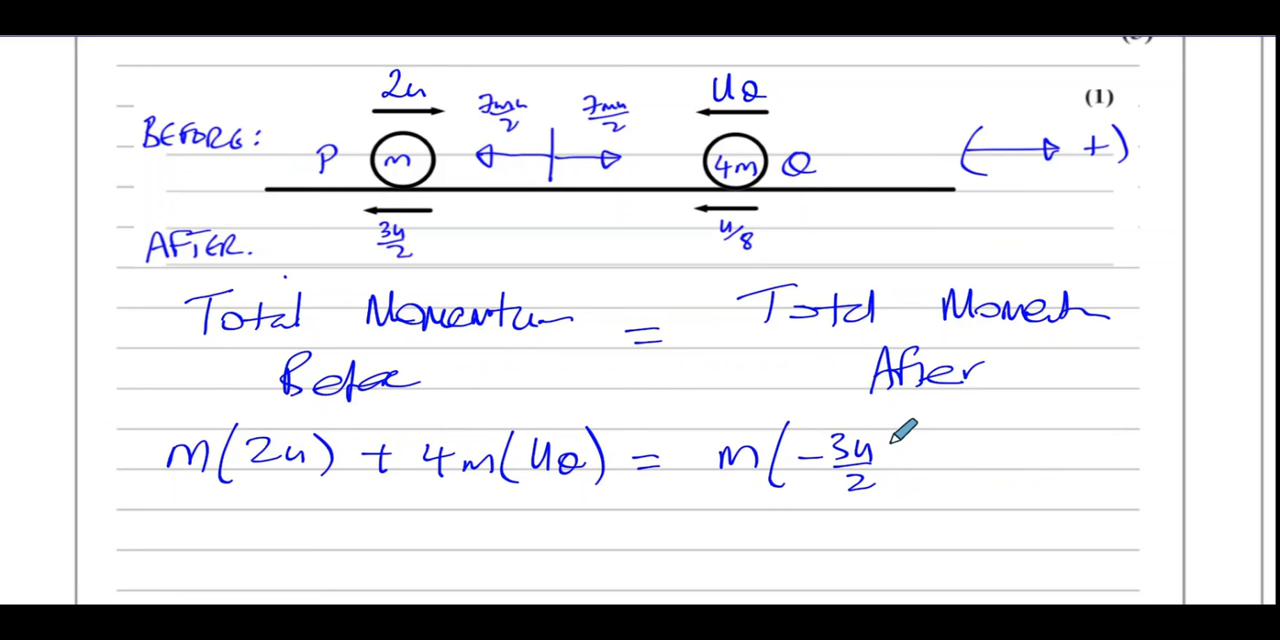 2u
7mu/2 7mu/2
UQ
(1)
BEFORE:
P m 4m Q
( +)
3u/2 u/8
AFTER.
Total Momentum = Total Moment
Before After
m(2u) + 4m(UQ) = m(-3u/2